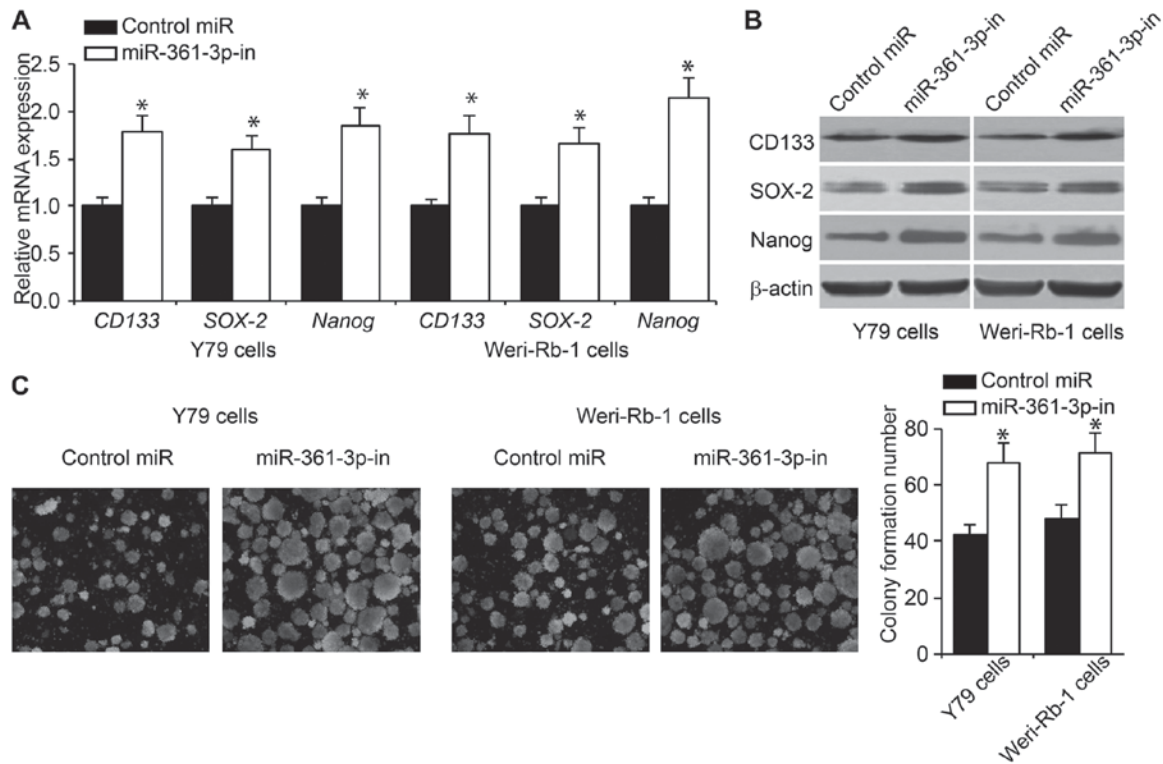 A
Control miR
miR-361-3p-in
Relative mRNA expression
2.5
2.0
1.5
1.0
0.5
0.0
* * * * * *
CD133 SOX-2 Nanog CD133 SOX-2 Nanog
Y79 cells Weri-Rb-1 cells
B
Control miR miR-361-3p-in Control miR miR-361-3p-in
CD133
SOX-2
Nanog
β-actin
Y79 cells Weri-Rb-1 cells
C
Y79 cells Weri-Rb-1 cells
Control miR miR-361-3p-in Control miR miR-361-3p-in
Control miR
miR-361-3p-in
Colony formation number
80
60
40
20
0
* *
Y79 cells
Weri-Rb-1 cells